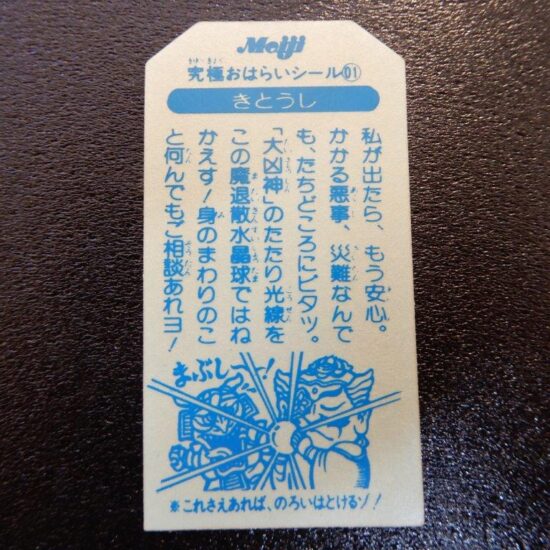 Meiji
究極おはらいシール01
きとうし
私が出たら、もう安心。
かかる悪事、災難なんで
も、たちどころにピタッ。
「大凶神」のたたり光線を
この魔退散水晶球ではね
かえす！身のまわりのこ
と何んでもご相談あれヨ！
まぶしーっ！
※これさえあれば、のろいはとけるゾ！